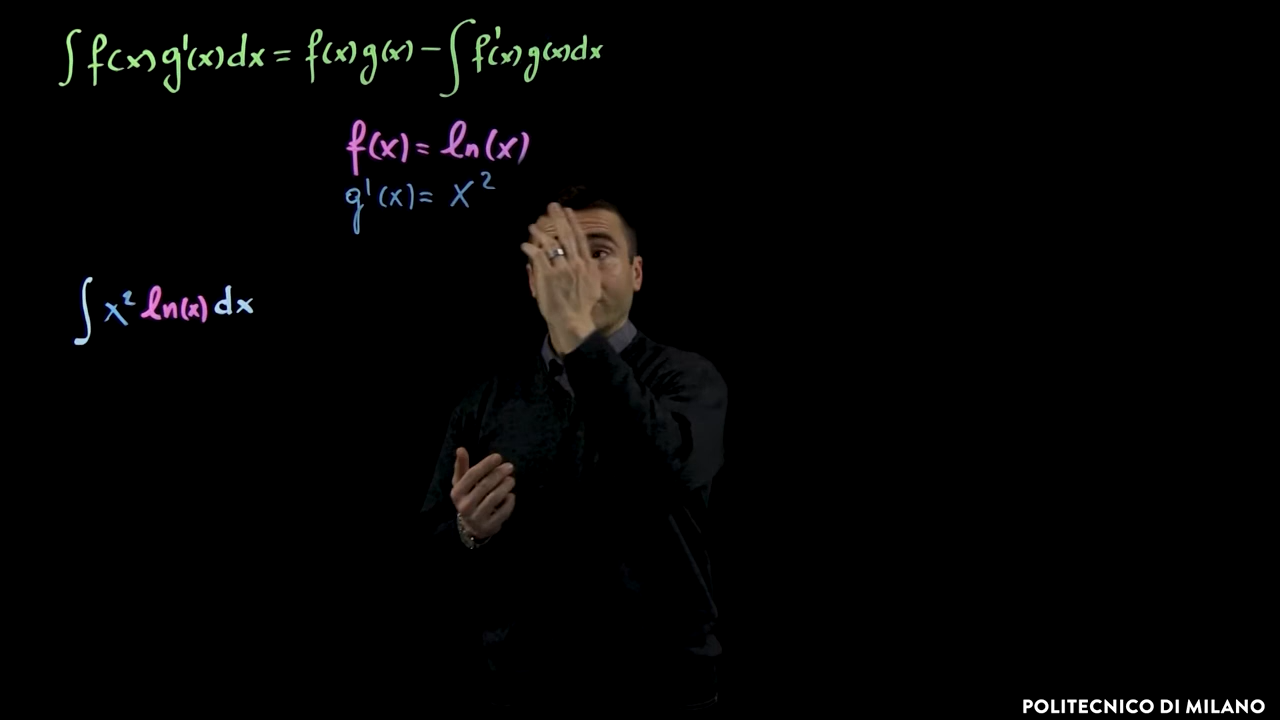 ∫ f(x) g'(x) dx = f(x) g(x) − ∫ f'(x) g(x) dx
f(x) = ln(x)
g'(x) = x²
∫ x² ln(x) dx
POLITECNICO DI MILANO